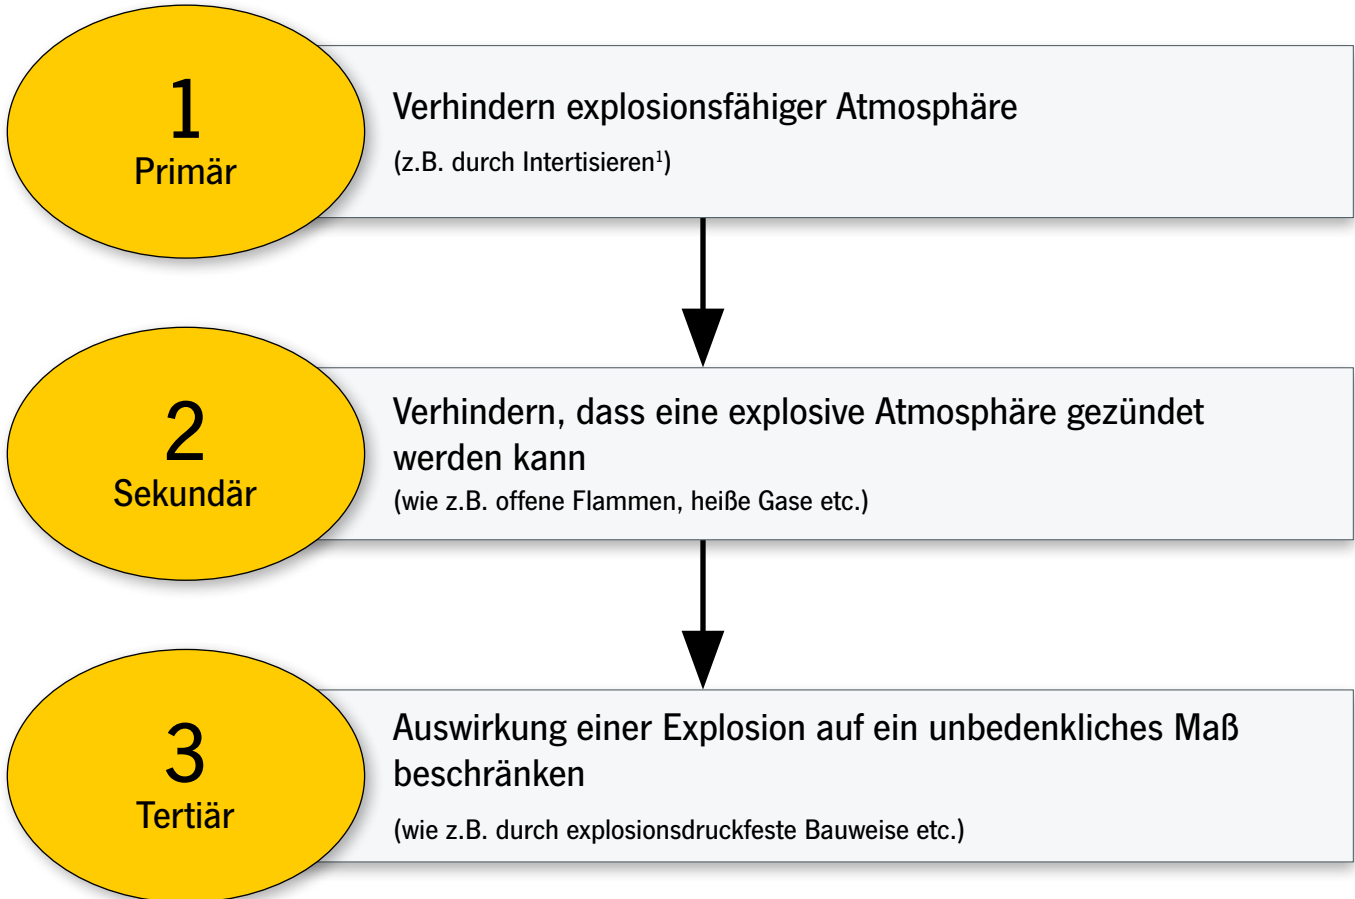 1
Primär
Verhindern explosionsfähiger Atmosphäre
(z.B. durch Intertisieren¹)
2
Sekundär
Verhindern, dass eine explosive Atmosphäre gezündet
werden kann
(wie z.B. offene Flammen, heiße Gase etc.)
3
Tertiär
Auswirkung einer Explosion auf ein unbedenkliches Maß
beschränken
(wie z.B. durch explosionsdruckfeste Bauweise etc.)